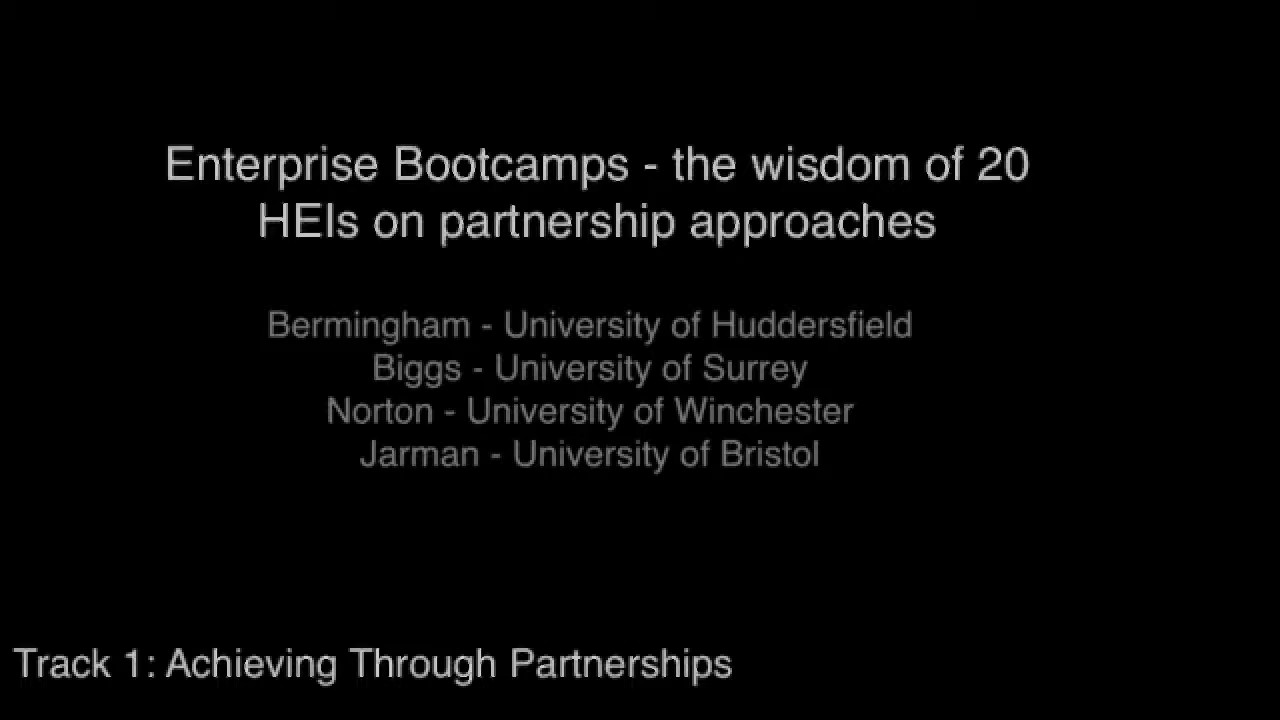 Enterprise Bootcamps - the wisdom of 20
HEIs on partnership approaches
Bermingham - University of Huddersfield
Biggs - University of Surrey
Norton - University of Winchester
Jarman - University of Bristol
Track 1: Achieving Through Partnerships